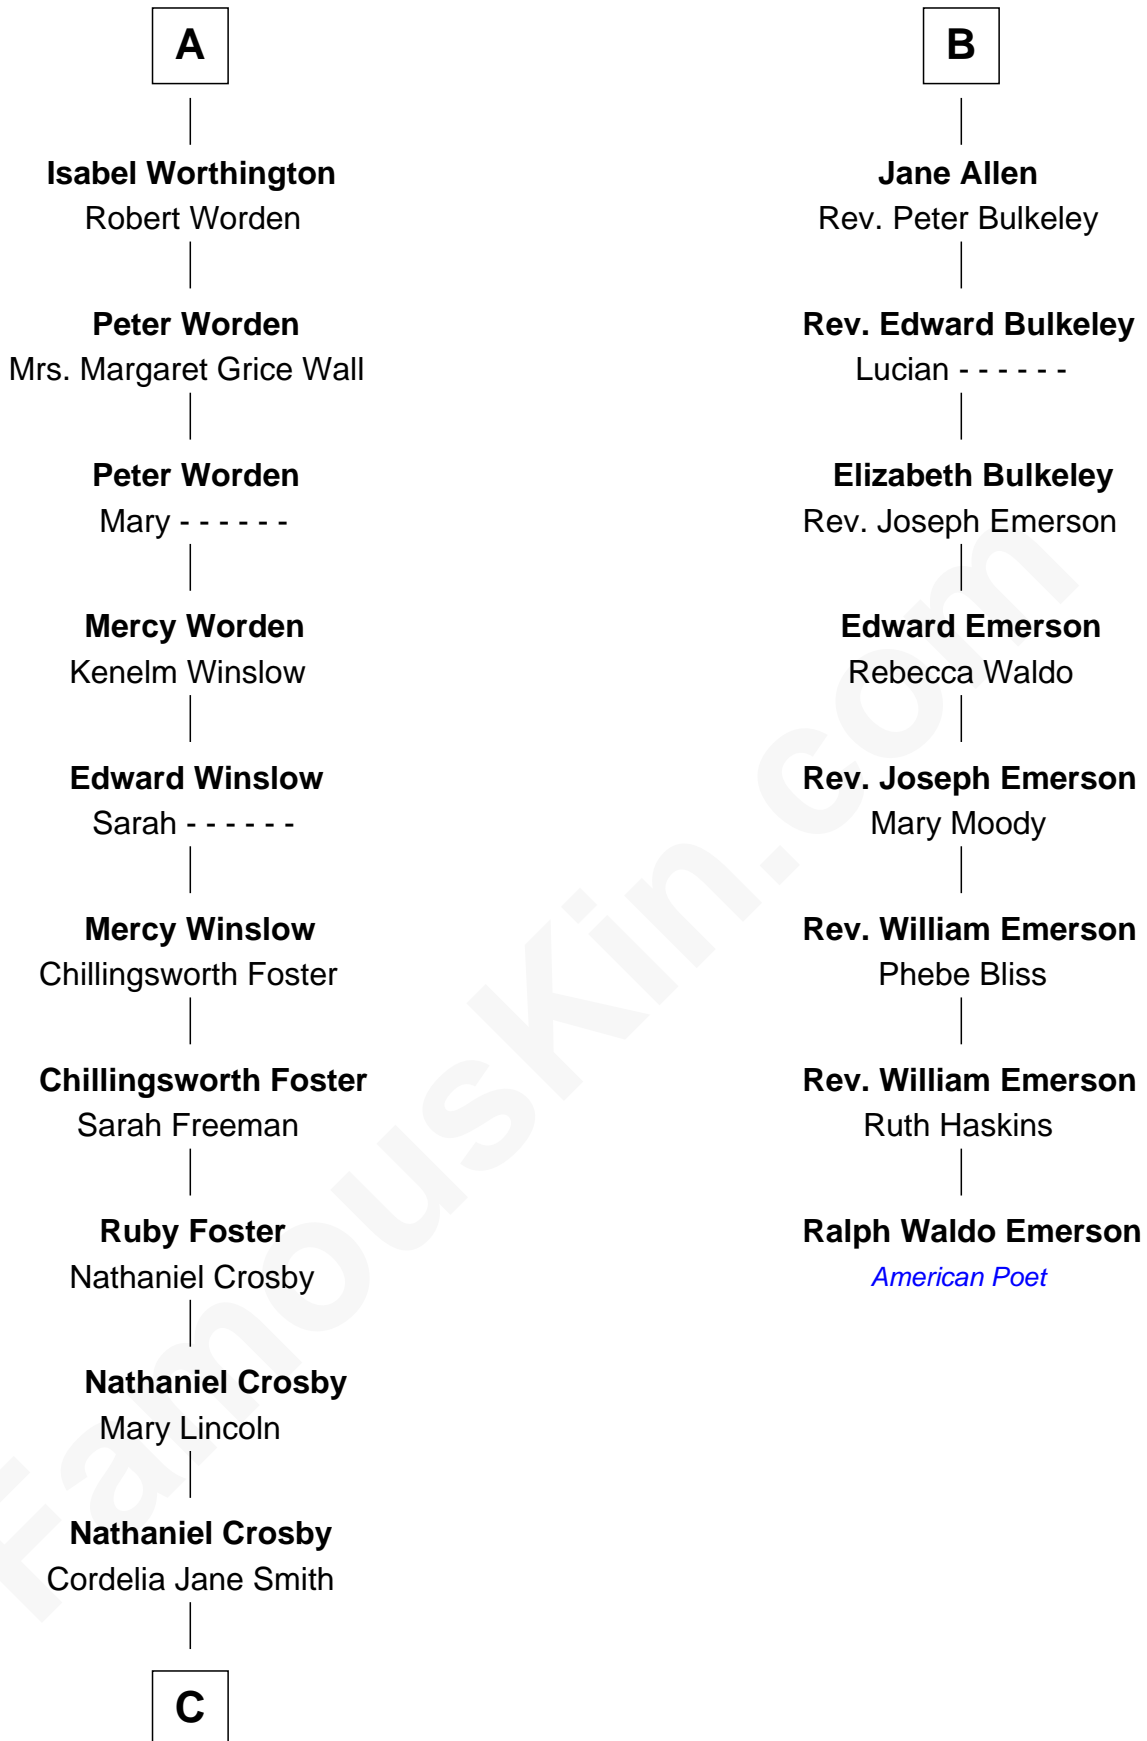 A
Isabel Worthington
Robert Worden
Peter Worden
Mrs. Margaret Grice Wall
Peter Worden
Mary - - - - - -
Mercy Worden
Kenelm Winslow
Edward Winslow
Sarah - - - - - -
Mercy Winslow
Chillingsworth Foster
Chillingsworth Foster
Sarah Freeman
Ruby Foster
Nathaniel Crosby
Nathaniel Crosby
Mary Lincoln
Nathaniel Crosby
Cordelia Jane Smith
C
B
Jane Allen
Rev. Peter Bulkeley
Rev. Edward Bulkeley
Lucian - - - - - -
Elizabeth Bulkeley
Rev. Joseph Emerson
Edward Emerson
Rebecca Waldo
Rev. Joseph Emerson
Mary Moody
Rev. William Emerson
Phebe Bliss
Rev. William Emerson
Ruth Haskins
Ralph Waldo Emerson
American Poet
FamousKin.com